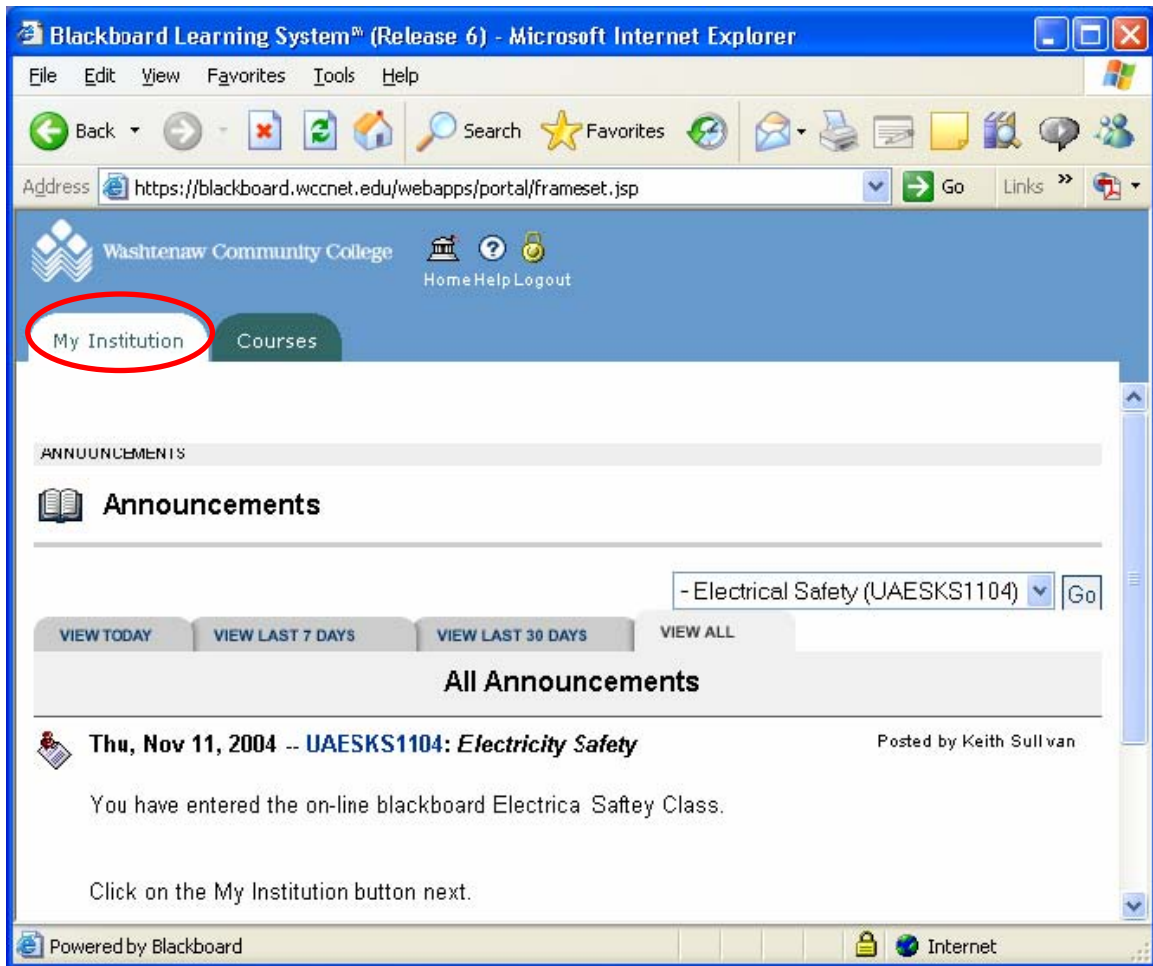 Blackboard Learning System℠ (Release 6) - Microsoft Internet Explorer
File Edit View Favorites Tools Help
Back Search Favorites
Address https://blackboard.wccnet.edu/webapps/portal/frameset.jsp Go Links »
Washtenaw Community College
Home Help Logout
My Institution Courses
ANNOUNCEMENTS
Announcements
- Electrical Safety (UAESKS1104) Go
VIEW TODAY VIEW LAST 7 DAYS VIEW LAST 30 DAYS VIEW ALL
All Announcements
Thu, Nov 11, 2004 -- UAESKS1104: Electricity Safety Posted by Keith Sullivan
You have entered the on-line blackboard Electrica Saftey Class.
Click on the My Institution button next.
Powered by Blackboard Internet